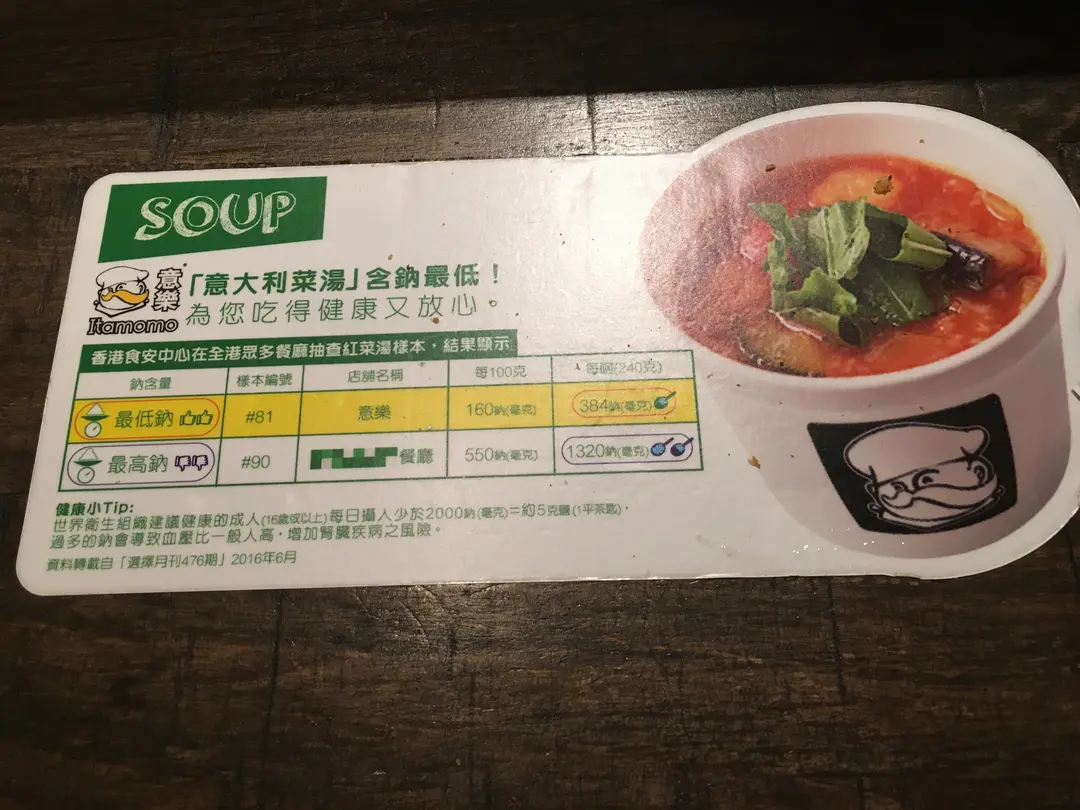 SOUP
意樂
Itamomo
「意大利菜湯」含鈉最低！
為您吃得健康又放心。
香港食安中心在全港眾多餐廳抽查紅菜湯樣本，結果顯示
鈉含量 樣本編號 店舖名稱 每100克 每碗(240克)
最低鈉 #81 意樂 160鈉(毫克) 384鈉(毫克)
最高鈉 #90 餐廳 550鈉(毫克) 1320鈉(毫克)
健康小Tip:
世界衛生組織建議健康的成人(16歲或以上)每日攝人少於2000鈉(毫克)=約5克鹽(1平茶匙)，
過多的鈉會導致血壓比一般人高，增加腎臟疾病之風險。
資料轉載自「選擇月刊476期」2016年6月